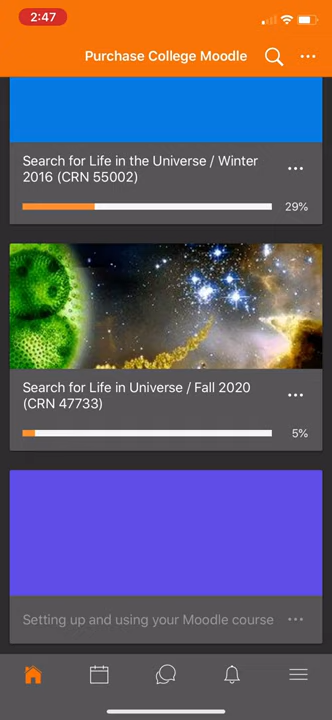 2:47
Purchase College Moodle
Search for Life in the Universe / Winter
2016 (CRN 55002)
29%
Search for Life in Universe / Fall 2020
(CRN 47733)
5%
Setting up and using your Moodle course